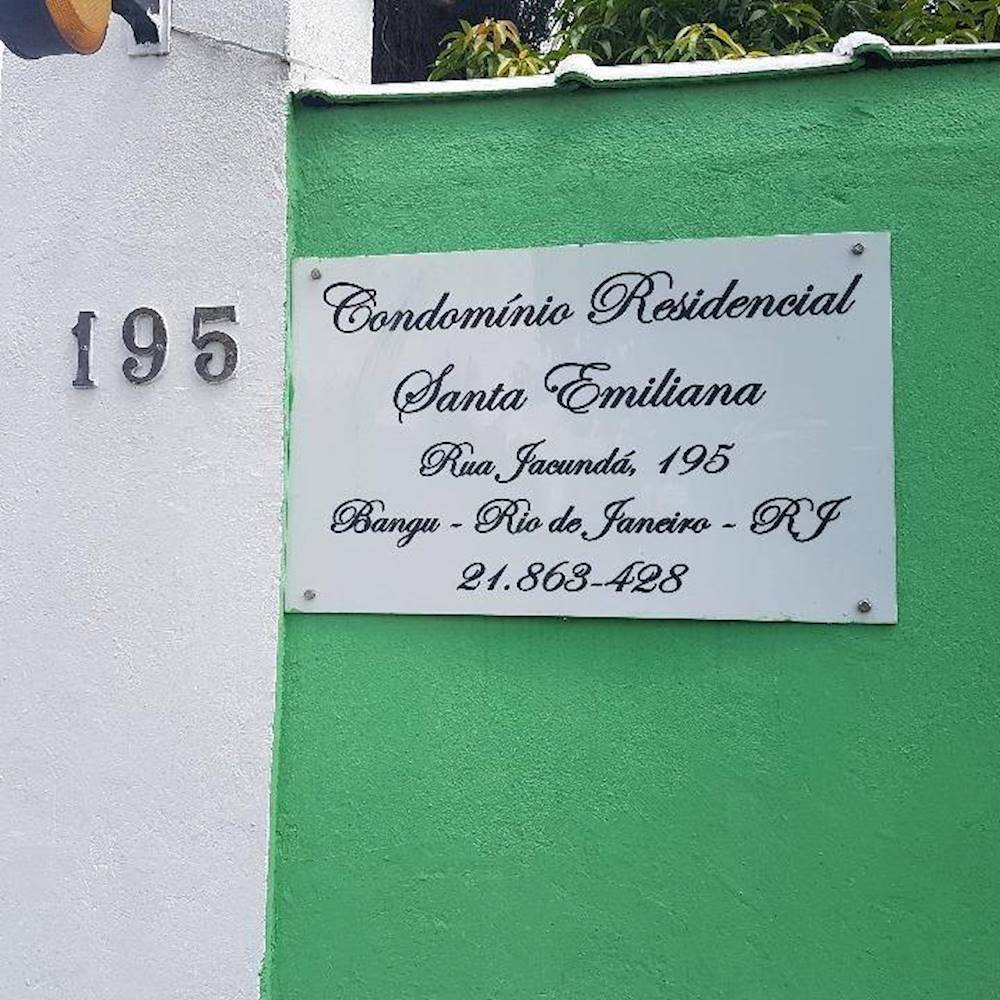 195
Condomínio Residencial
Santa Emiliana
Rua Jacundá, 195
Bangu - Rio de Janeiro - RJ
21.863-428